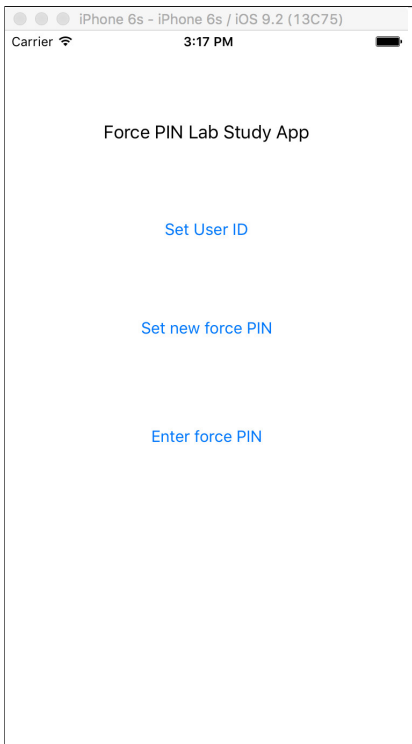 iPhone 6s - iPhone 6s / iOS 9.2 (13C75)
Carrier 3:17 PM
Force PIN Lab Study App
Set User ID
Set new force PIN
Enter force PIN